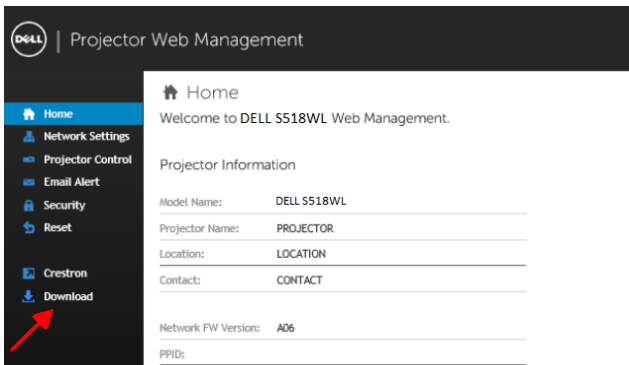 DELL | Projector Web Management
Home
Network Settings
Projector Control
Email Alert
Security
Reset
Crestron
Download
Home
Welcome to DELL S518WL Web Management.
Projector Information
Model Name: DELL S518WL
Projector Name: PROJECTOR
Location: LOCATION
Contact: CONTACT
Network FW Version: A06
PPID: